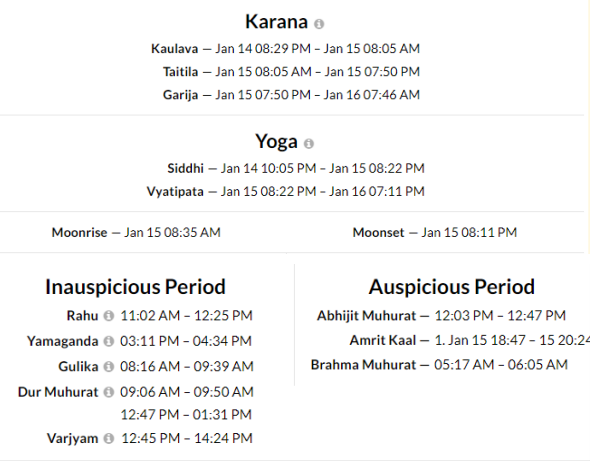 Karana
Kaulava — Jan 14 08:29 PM – Jan 15 08:05 AM
Taitila — Jan 15 08:05 AM – Jan 15 07:50 PM
Garija — Jan 15 07:50 PM – Jan 16 07:46 AM
Yoga
Siddhi — Jan 14 10:05 PM – Jan 15 08:22 PM
Vyatipata — Jan 15 08:22 PM – Jan 16 07:11 PM
Moonrise — Jan 15 08:35 AM
Moonset — Jan 15 08:11 PM
Inauspicious Period
Rahu 11:02 AM – 12:25 PM
Yamaganda 03:11 PM – 04:34 PM
Gulika 08:16 AM – 09:39 AM
Dur Muhurat 09:06 AM – 09:50 AM
12:47 PM – 01:31 PM
Varjyam 12:45 PM – 14:24 PM
Auspicious Period
Abhijit Muhurat — 12:03 PM – 12:47 PM
Amrit Kaal — 1. Jan 15 18:47 – 15 20:24
Brahma Muhurat — 05:17 AM – 06:05 AM